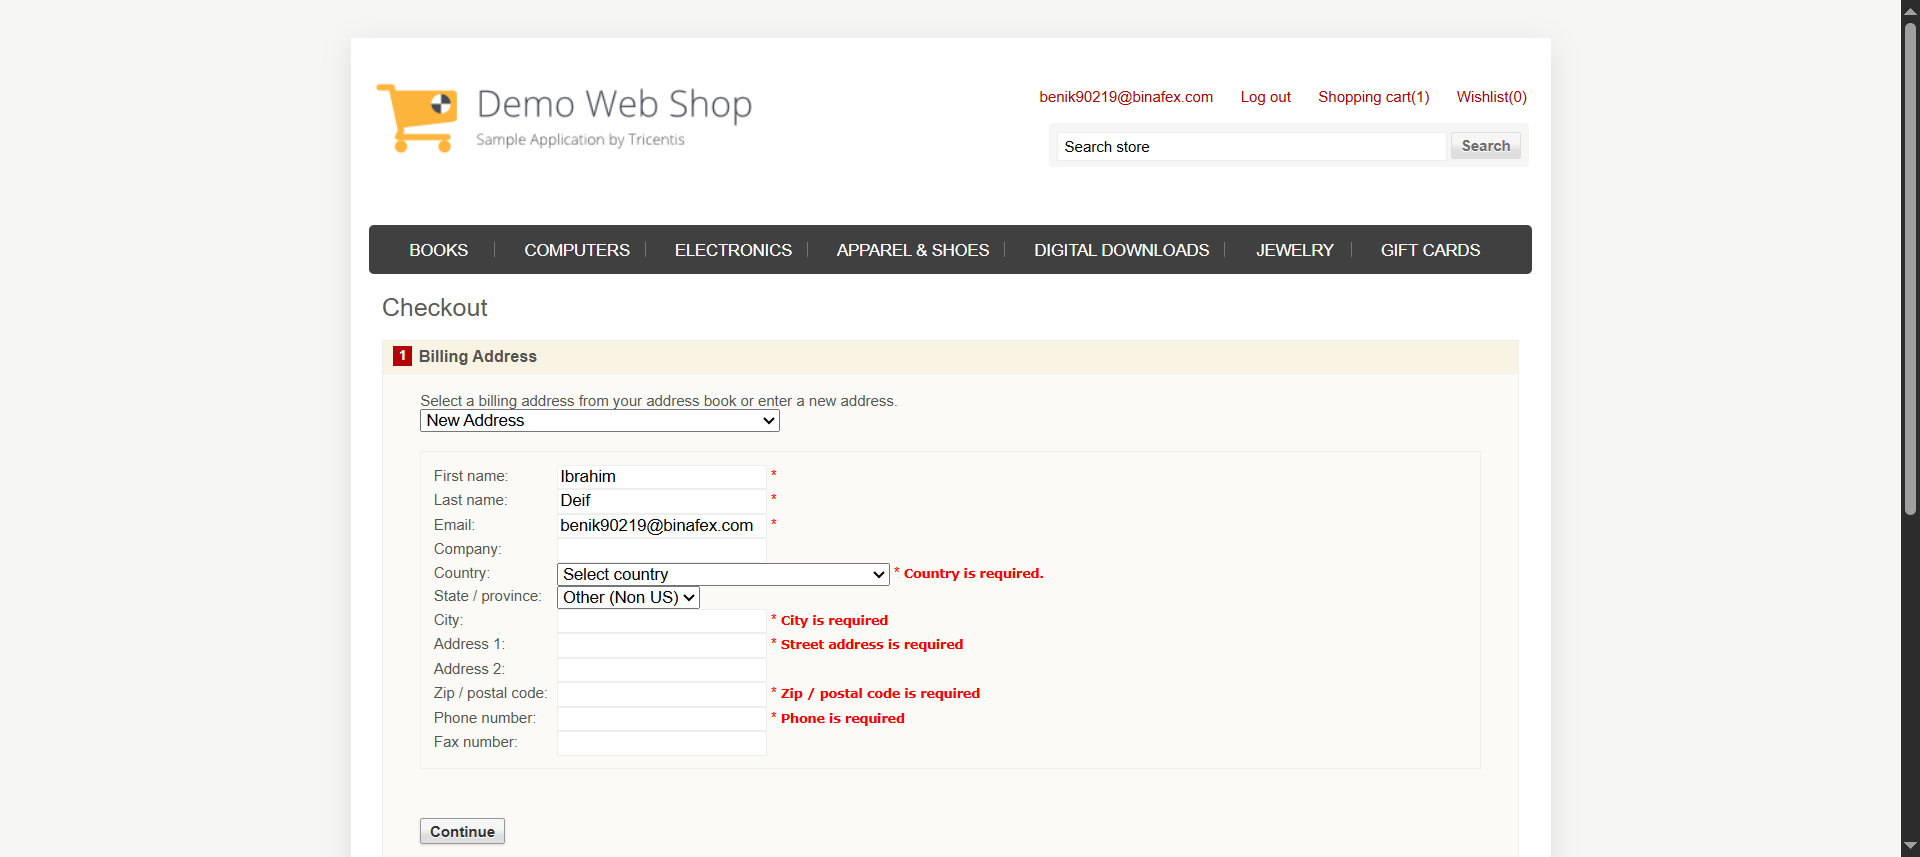 Demo Web Shop
Sample Application by Tricentis
benik90219@binafex.com Log out Shopping cart(1) Wishlist(0)
Search store Search
BOOKS COMPUTERS ELECTRONICS APPAREL & SHOES DIGITAL DOWNLOADS JEWELRY GIFT CARDS
Checkout
1 Billing Address
Select a billing address from your address book or enter a new address.
New Address
First name: Ibrahim *
Last name: Deif *
Email: benik90219@binafex.com *
Company:
Country: Select country * Country is required.
State / province: Other (Non US)
City: * City is required
Address 1: * Street address is required
Address 2:
Zip / postal code: * Zip / postal code is required
Phone number: * Phone is required
Fax number:
Continue